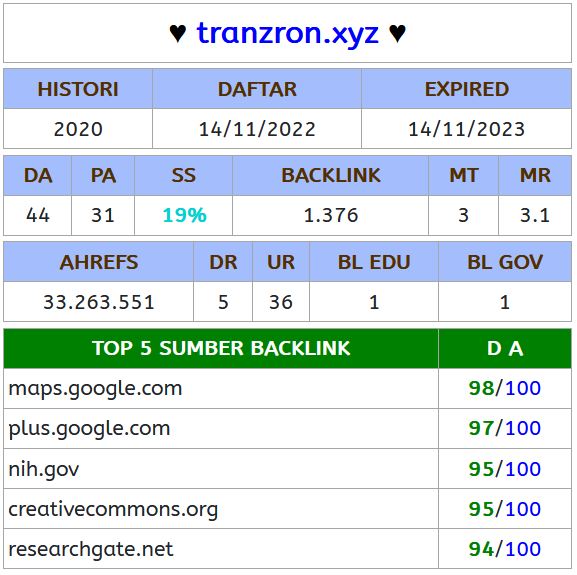 ♥ tranzron.xyz ♥
HISTORI DAFTAR EXPIRED
2020 14/11/2022 14/11/2023
DA PA SS BACKLINK MT MR
44 31 19% 1.376 3 3.1
AHREFS DR UR BL EDU BL GOV
33.263.551 5 36 1 1
TOP 5 SUMBER BACKLINK D A
maps.google.com 98/100
plus.google.com 97/100
nih.gov 95/100
creativecommons.org 95/100
researchgate.net 94/100